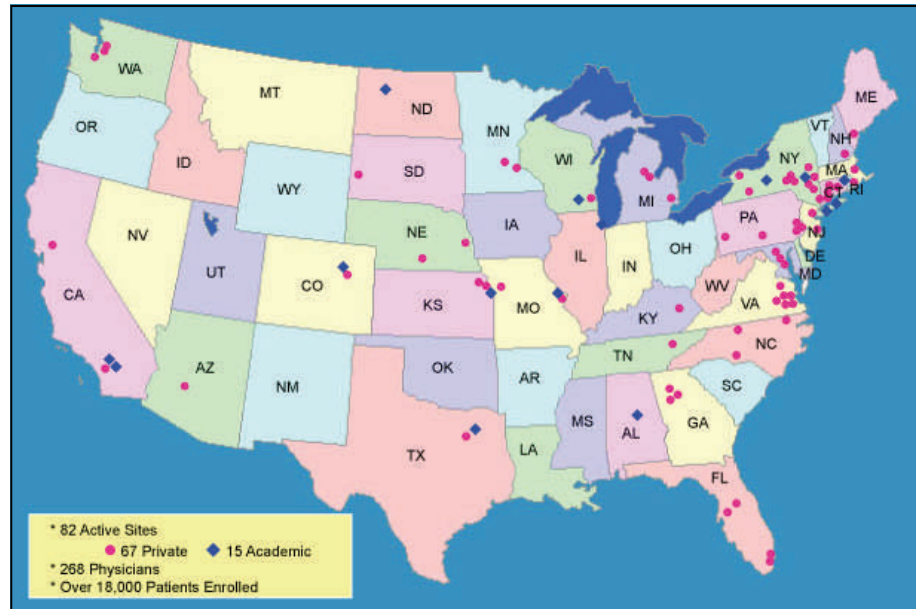 WA
MT
ND
ME
OR
MN
VT
NH
ID
SD
WI
NY
MA
WY
MI
CT
RI
NE
IA
PA
NV
NJ
UT
IL
IN
OH
DE
CO
MD
CA
KS
MO
WV
VA
KY
NC
AZ
TN
NM
OK
AR
SC
MS
AL
GA
TX
LA
FL
* 82 Active Sites
67 Private 15 Academic
* 268 Physicians
* Over 18,000 Patients Enrolled